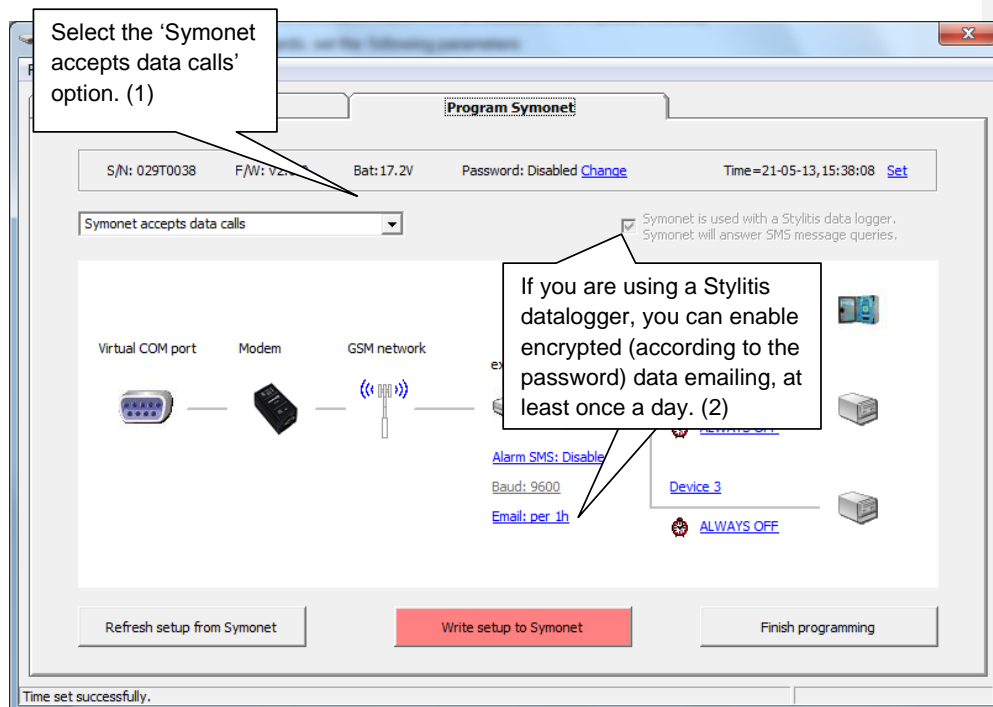 Select the ‘Symonet
accepts data calls’
option. (1)
Program Symonet
S/N: 029T0038 F/W: Bat:17.2V Password: Disabled Change Time=21-05-13,15:38:08 Set
Symonet accepts data calls
Symonet is used with a Stylitis data logger.
Symonet will answer SMS message queries.
If you are using a Stylitis
datalogger, you can enable
encrypted (according to the
password) data emailing, at
least once a day. (2)
Virtual COM port Modem GSM network
ALWAYS OFF
Alarm SMS: Disable
Baud: 9600 Device 3
Email: per 1h
ALWAYS OFF
Refresh setup from Symonet Write setup to Symonet Finish programming
Time set successfully.